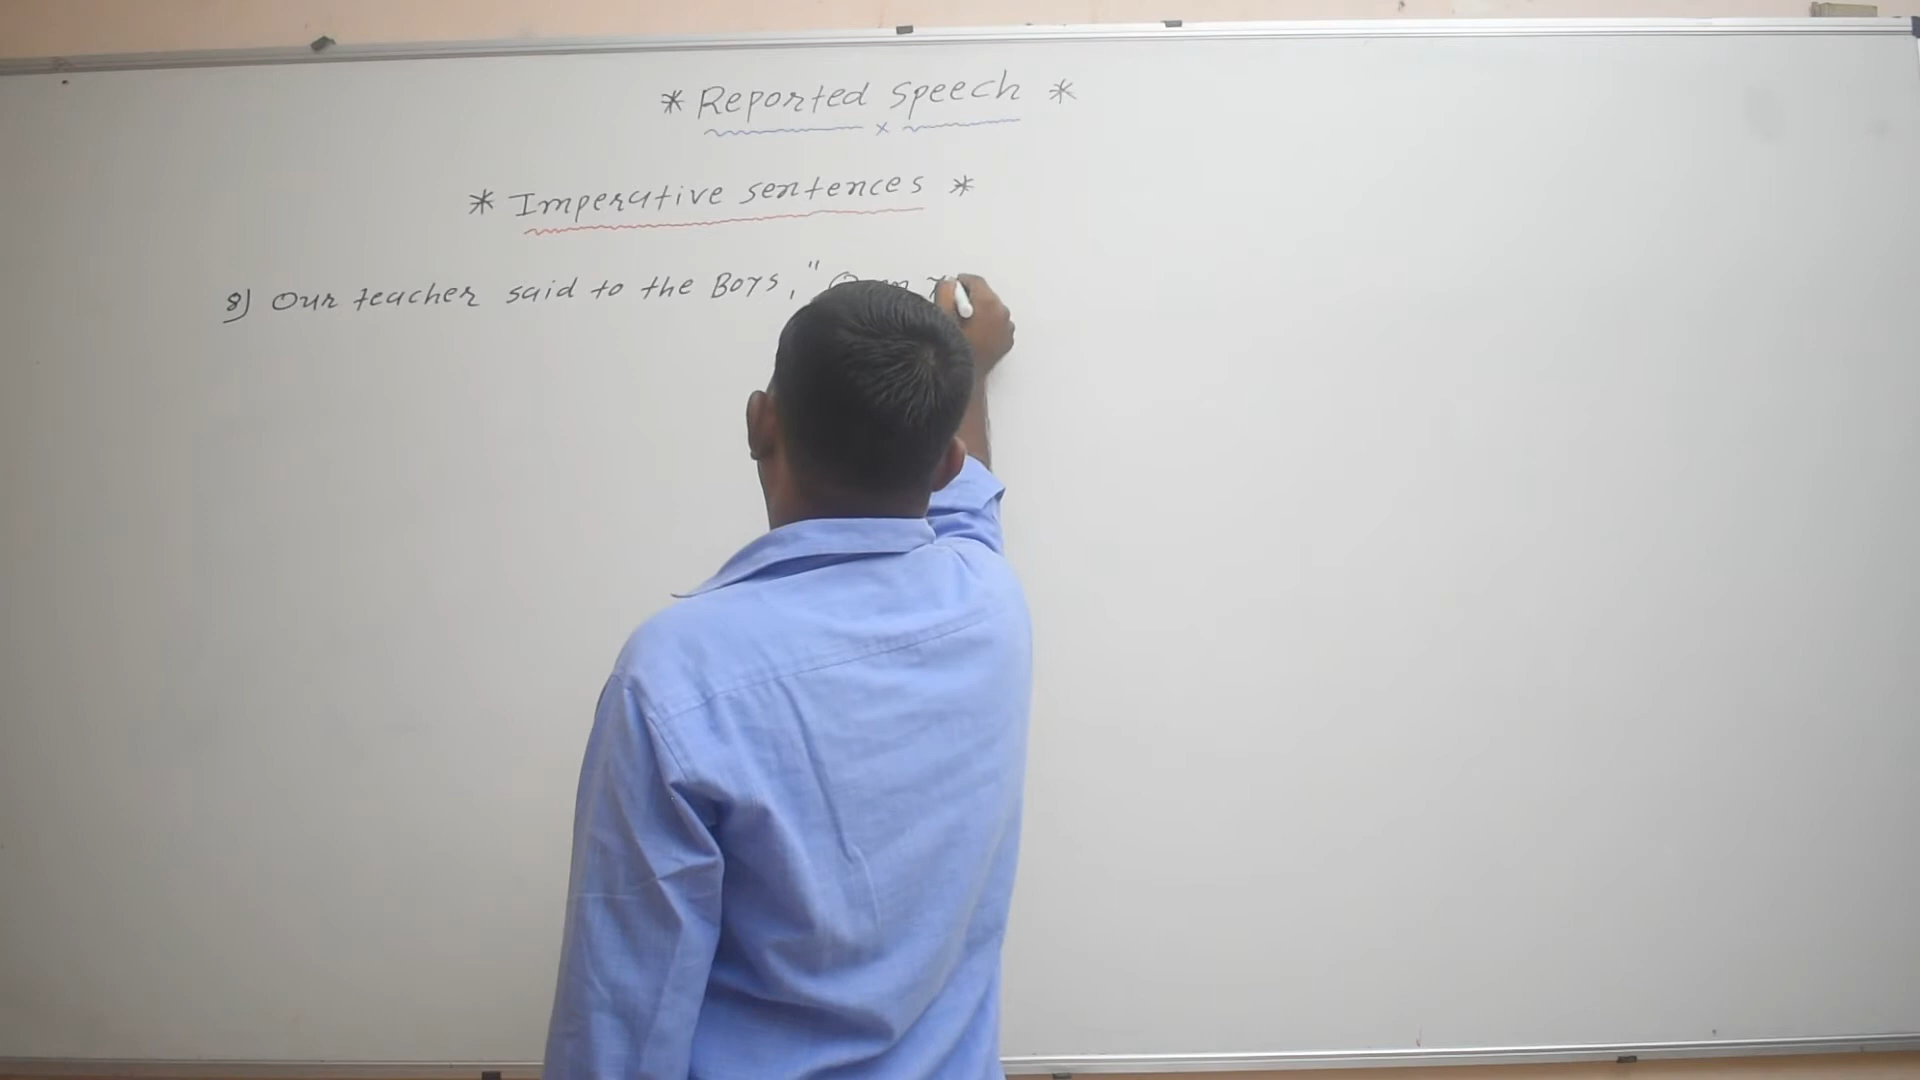 * Reported speech *
x
* Imperative sentences *
8) Our teacher said to the Boys, "